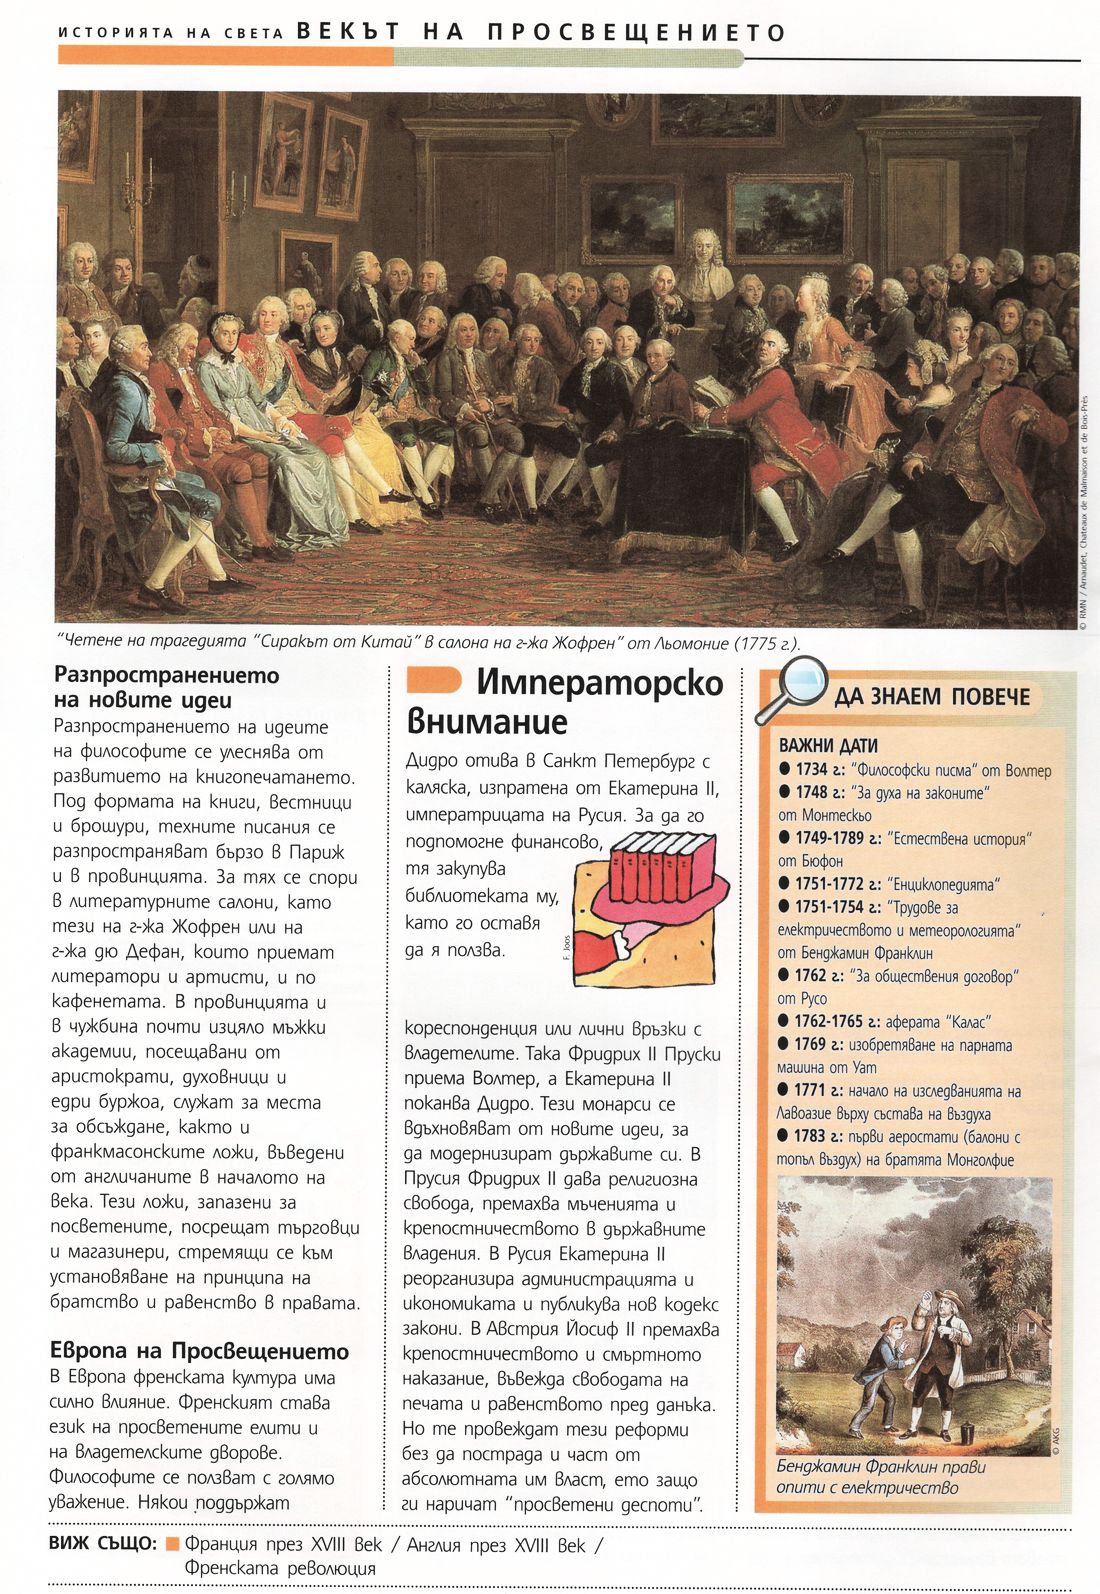 ИСТОРИЯТА НА СВЕТА ВЕКЪТ НА ПРОСВЕЩЕНИЕТО
© RMN / Arnaudet, Chateaux de Malmaison et de Bois-Près
"Четене на трагедията "Сиракът от Китай" в салона на г-жа Жофрен" от Льомоние (1775 г.).
Разпространението
на новите идеи
Разпространението на идеите
на философите се улеснява от
развитието на книгопечатането.
Под формата на книги, вестници
и брошури, техните писания се
разпространяват бързо в Париж
и в провинцията. За тях се спори
в литературните салони, като
тези на г-жа Жофрен или на
г-жа дю Дефан, които приемат
литератори и артисти, и по
кафенетата. В провинцията и
в чужбина почти изцяло мъжки
академии, посещавани от
аристократи, духовници и
едри буржоа, служат за места
за обсъждане, както и
франкмасонските ложи, въведени
от англичаните в началото на
века. Тези ложи, запазени за
посветените, посрещат търговци
и магазинери, стремящи се към
установяване на принципа на
братство и равенство в правата.
Европа на Просвещението
В Европа френската култура има
силно влияние. Френският става
език на просветените елити и
на владетелските дворове.
Философите се ползват с голямо
уважение. Някои поддържат
Императорско
внимание
Дидро отива в Санкт Петербург с
каляска, изпратена от Екатерина II,
императрицата на Русия. За да го
подпомогне финансово,
тя закупува
библиотеката му,
като го оставя
да я ползва.
F. Joos
кореспонденция или лични връзки с
владетелите. Така Фридрих II Пруски
приема Волтер, а Екатерина II
поканва Дидро. Тези монарси се
вдъхновяват от новите идеи, за
да модернизират държавите си. В
Прусия Фридрих II дава религиозна
свобода, премахва мъченията и
крепостничеството в държавните
владения. В Русия Екатерина II
реорганизира администрацията и
икономиката и публикува нов кодекс
закони. В Австрия Йосиф II премахва
крепостничеството и смъртното
наказание, въвежда свободата на
печата и равенството пред данъка.
Но те провеждат тези реформи
без да пострада и част от
абсолютната им власт, ето защо
ги наричат "просветени деспоти".
ДА ЗНАЕМ ПОВЕЧЕ
ВАЖНИ ДАТИ
● 1734 г.: "Философски писма" от Волтер
● 1748 г.: "За духа на законите"
от Монтескьо
● 1749-1789 г.: "Естествена история"
от Бюфон
● 1751-1772 г.: "Енциклопедията"
● 1751-1754 г.: "Трудове за
електричеството и метеорологията"
от Бенджамин Франклин
● 1762 г.: "За обществения договор"
от Русо
● 1762-1765 г.: аферата "Калас"
● 1769 г.: изобретяване на парната
машина от Уат
● 1771 г.: начало на изследванията на
Лавоазие върху състава на въздуха
● 1783 г.: първи аеростати (балони с
топъл въздух) на братята Монголфие
© AKG
Бенджамин Франклин прави
опити с електричество
ВИЖ СЪЩО: Франция през XVIII век / Англия през XVIII век /
Френската революция